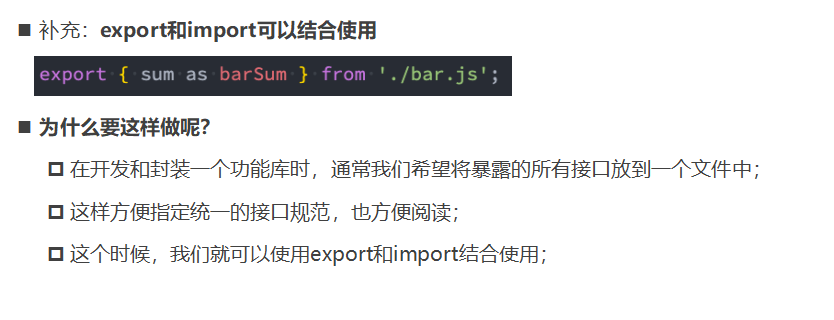 补充：export和import可以结合使用
export { sum as barSum } from './bar.js';
为什么要这样做呢？
在开发和封装一个功能库时，通常我们希望将暴露的所有接口放到一个文件中；
这样方便指定统一的接口规范，也方便阅读；
这个时候，我们就可以使用export和import结合使用；